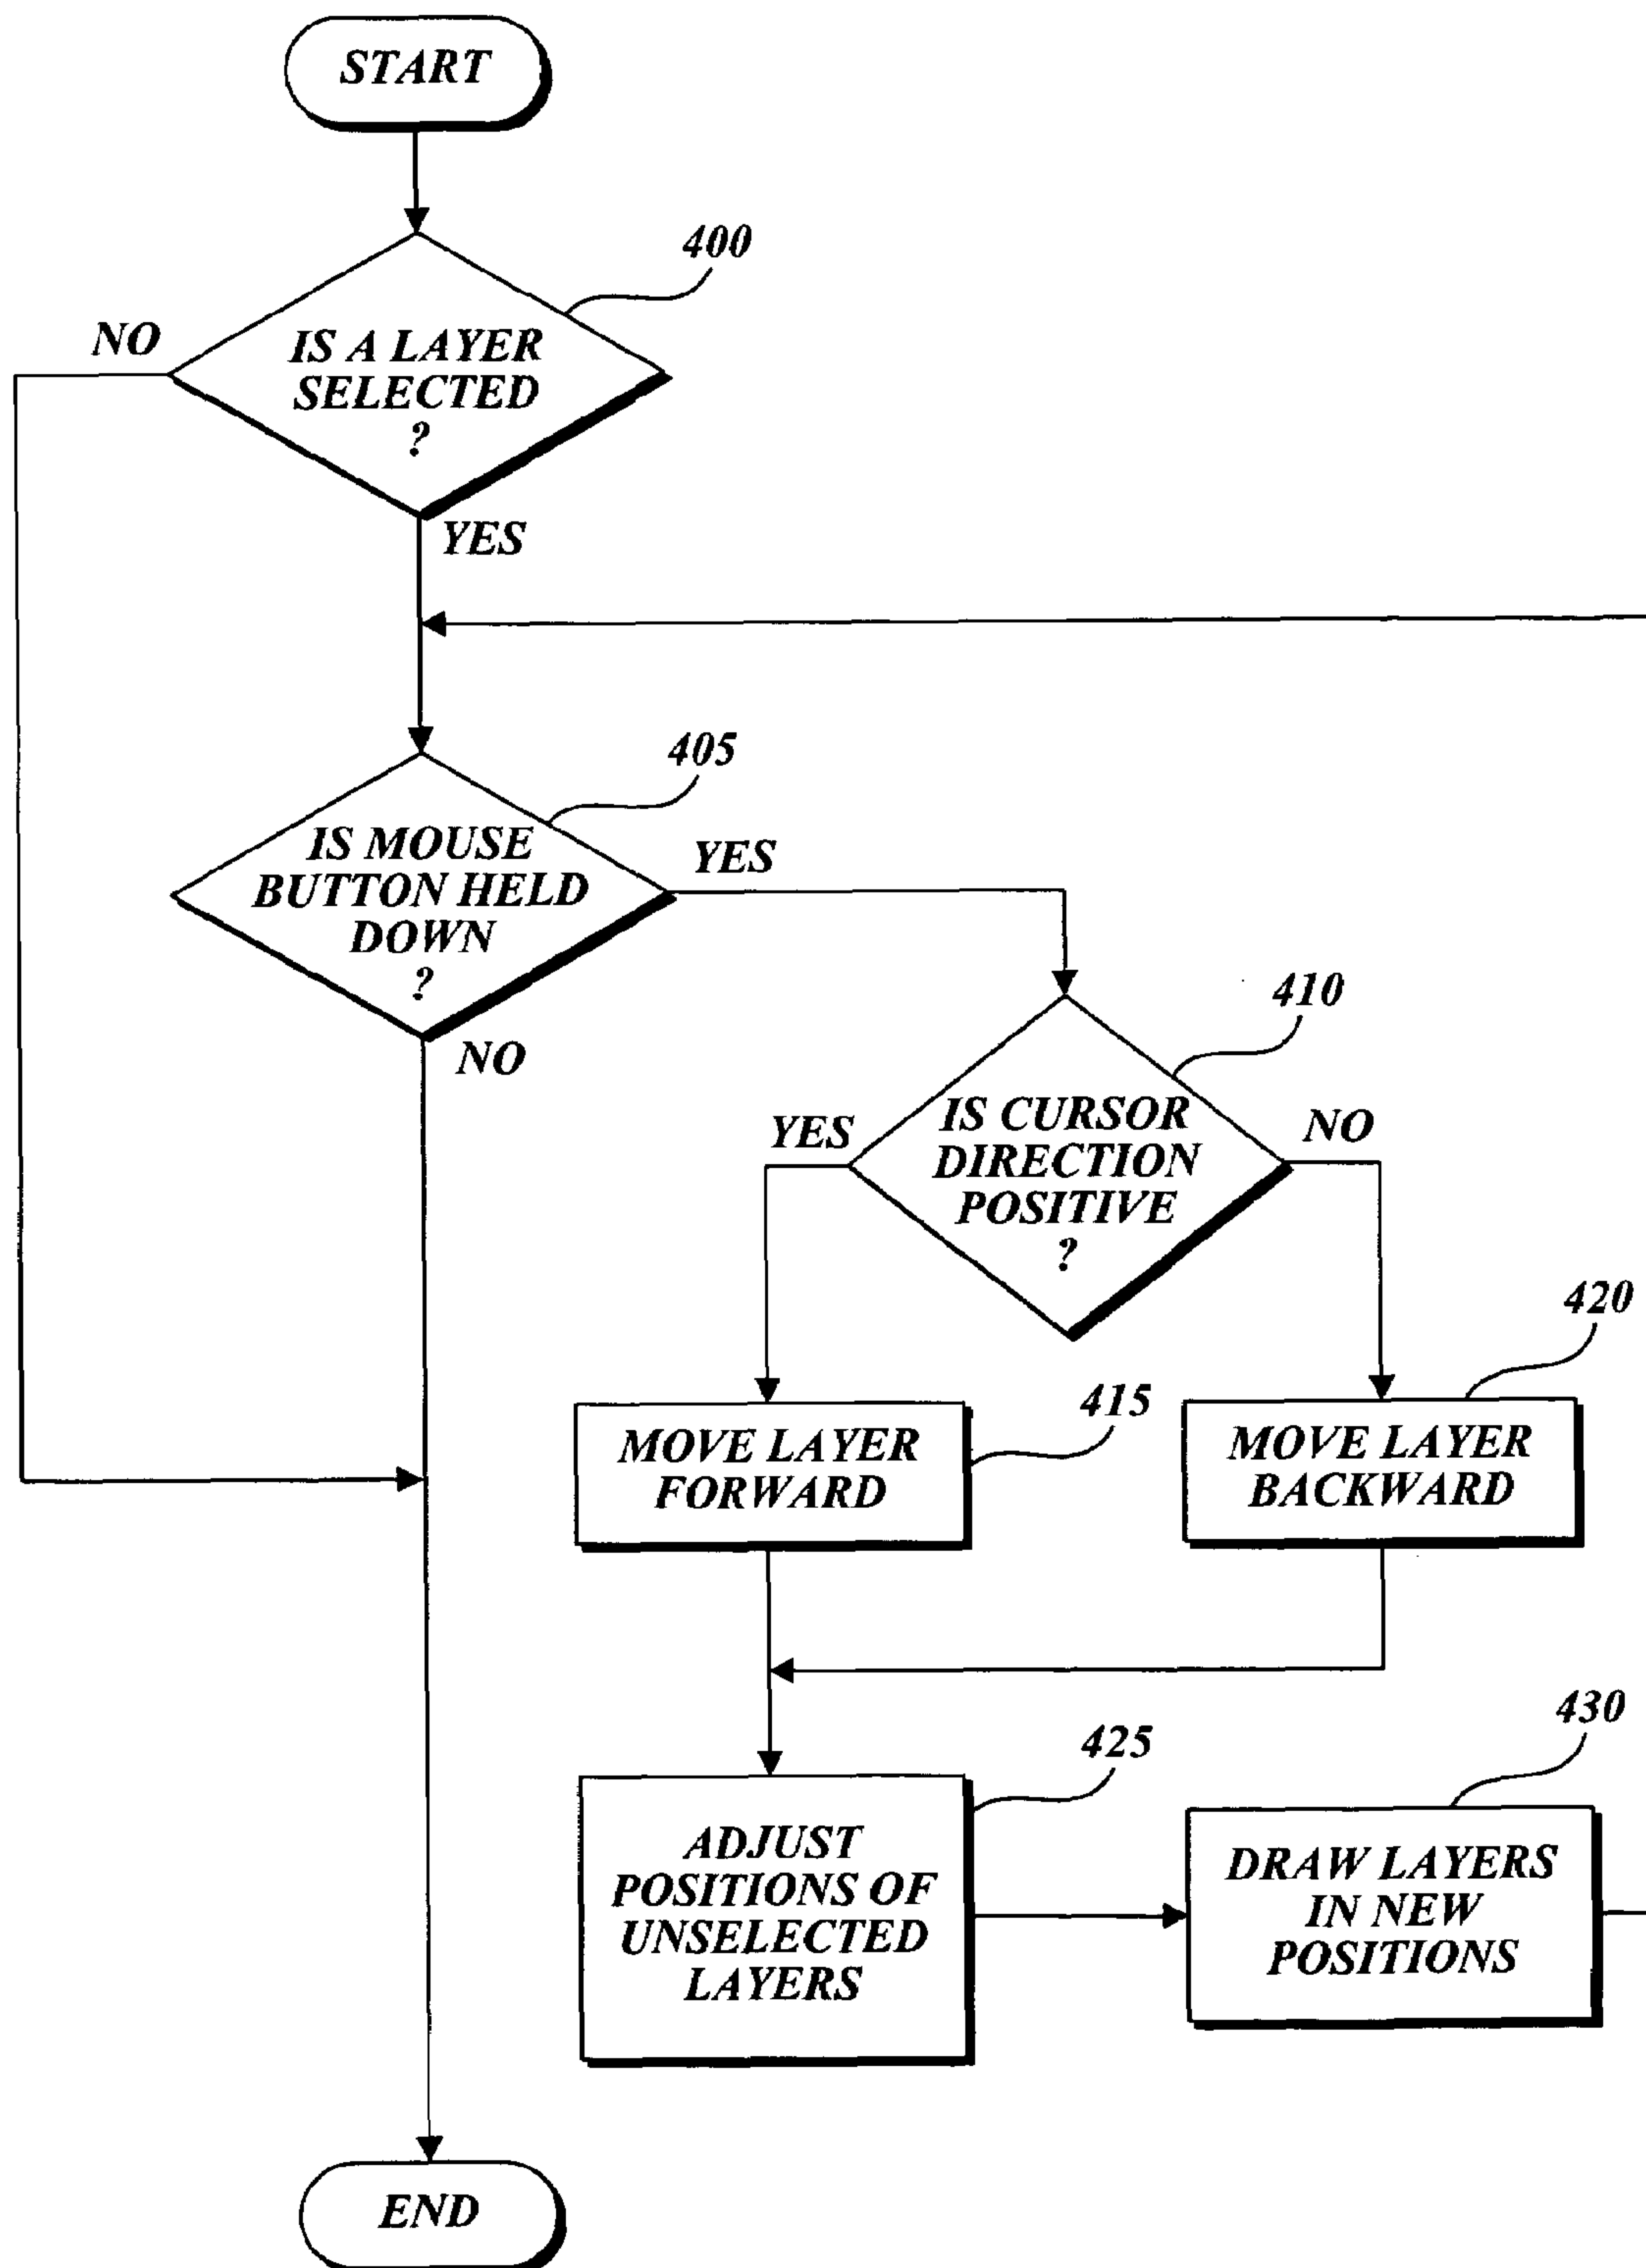 START
400
NO
IS A LAYER
SELECTED
?
YES
405
IS MOUSE
BUTTON HELD
DOWN
?
YES
NO
410
IS CURSOR
DIRECTION
POSITIVE
?
YES
NO
415
MOVE LAYER
FORWARD
420
MOVE LAYER
BACKWARD
425
ADJUST
POSITIONS OF
UNSELECTED
LAYERS
430
DRAW LAYERS
IN NEW
POSITIONS
END